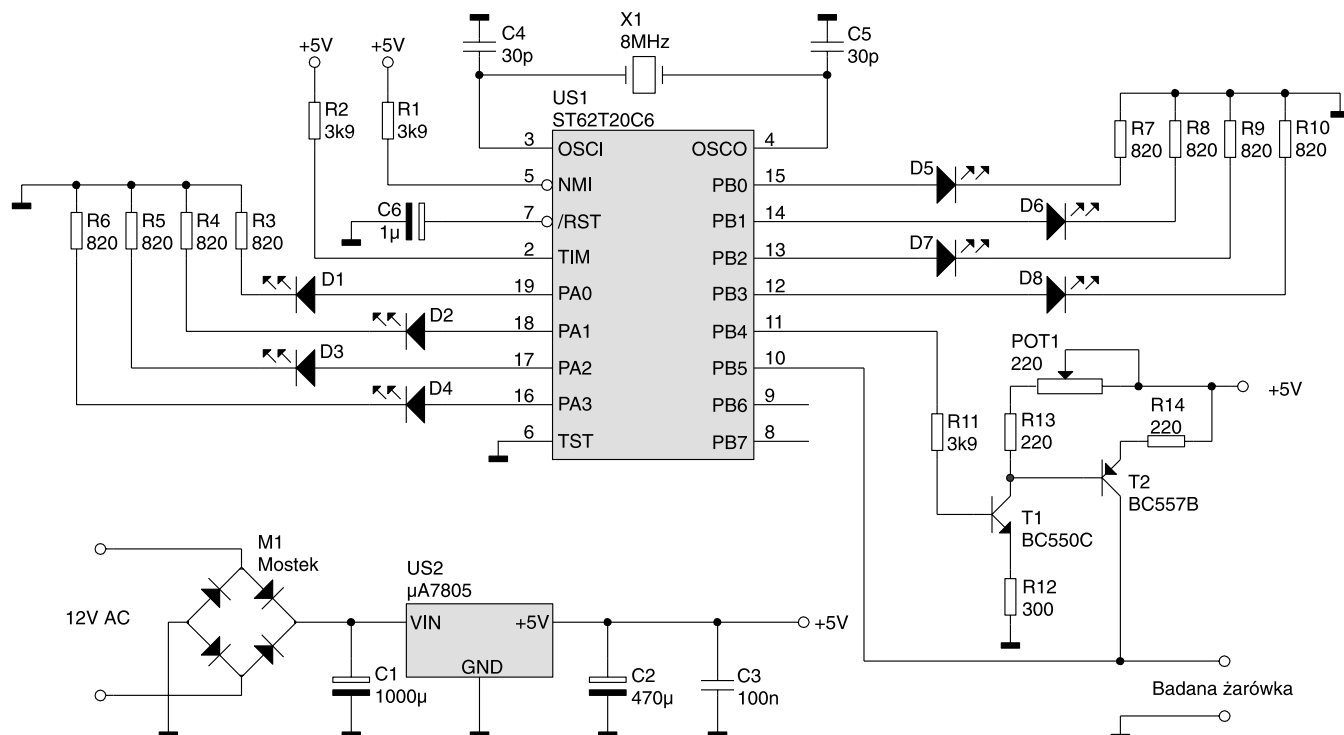 X1
8MHz
C4
30p
C5
30p
+5V
+5V
R2
3k9
R1
3k9
US1
ST62T20C6
R7
820
R8
820
R9
820
R10
820
3
OSCI
OSCO
4
5
NMI
PB0
15
D5
C6
1µ
7
/RST
PB1
14
D6
R6
820
R5
820
R4
820
R3
820
2
TIM
PB2
13
D7
D1
19
PA0
PB3
12
D8
D2
18
PA1
PB4
11
D3
17
PA2
PB5
10
D4
16
PA3
PB6
9
6
TST
PB7
8
POT1
220
+5V
R11
3k9
R13
220
R14
220
T2
BC557B
T1
BC550C
R12
300
M1
Mostek
12V AC
US2
µA7805
VIN
+5V
GND
+5V
C1
1000µ
C2
470µ
C3
100n
Badana żarówka